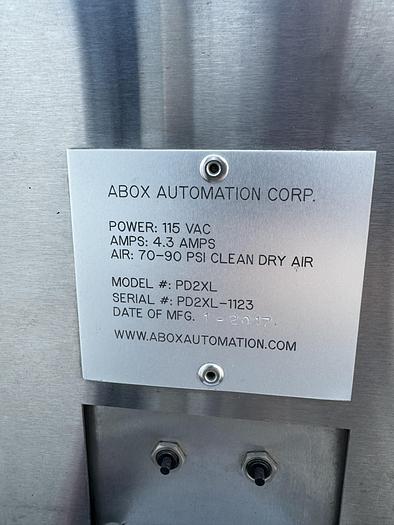 ABOX AUTOMATION CORP.
POWER: 115 VAC
AMPS: 4.3 AMPS
AIR: 70-90 PSI CLEAN DRY AIR
MODEL #: PD2XL
SERIAL #: PD2XL-1123
DATE OF MFG. 1-2017
WWW.ABOXAUTOMATION.COM